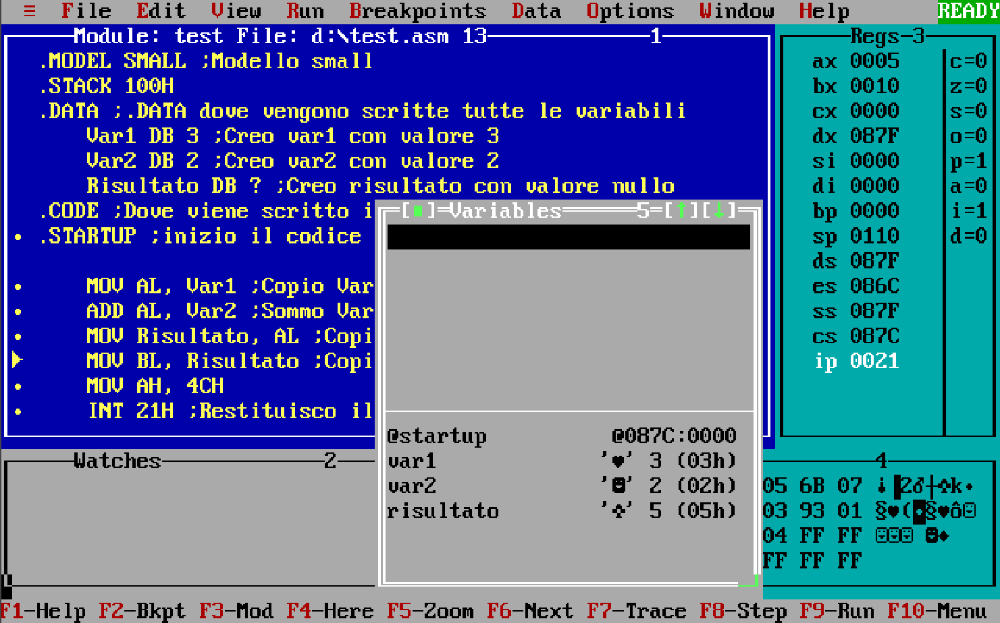 ≡ File Edit View Run Breakpoints Data Options Window Help READY
Module: test File: d:\test.asm 13 1
.MODEL SMALL ;Modello small
.STACK 100H
.DATA ;.DATA dove vengono scritte tutte le variabili
Var1 DB 3 ;Creo var1 con valore 3
Var2 DB 2 ;Creo var2 con valore 2
Risultato DB ? ;Creo risultato con valore nullo
.CODE ;Dove viene scritto i
.STARTUP ;inizio il codice
MOV AL, Var1 ;Copio Var
ADD AL, Var2 ;Sommo Var
MOV Risultato, AL ;Copi
MOV BL, Risultato ;Copi
MOV AH, 4CH
INT 21H ;Restituisco il
Regs 3
ax 0005 c=0
bx 0010 z=0
cx 0000 s=0
dx 087F o=0
si 0000 p=1
di 0000 a=0
bp 0000 i=1
sp 0110 d=0
ds 087F
es 086C
ss 087F
cs 087C
ip 0021
[■]=Variables 5=[↑][↓]
@startup @087C:0000
var1 '♥' 3 (03h)
var2 '☻' 2 (02h)
risultato '♣' 5 (05h)
Watches 2
4
05 6B 07 2♂┼♣k•
03 93 01 §♥(◘§♥ô☺
04 FF FF ☺☺☺ ☻♦
FF FF FF
F1-Help F2-Bkpt F3-Mod F4-Here F5-Zoom F6-Next F7-Trace F8-Step F9-Run F10-Menu